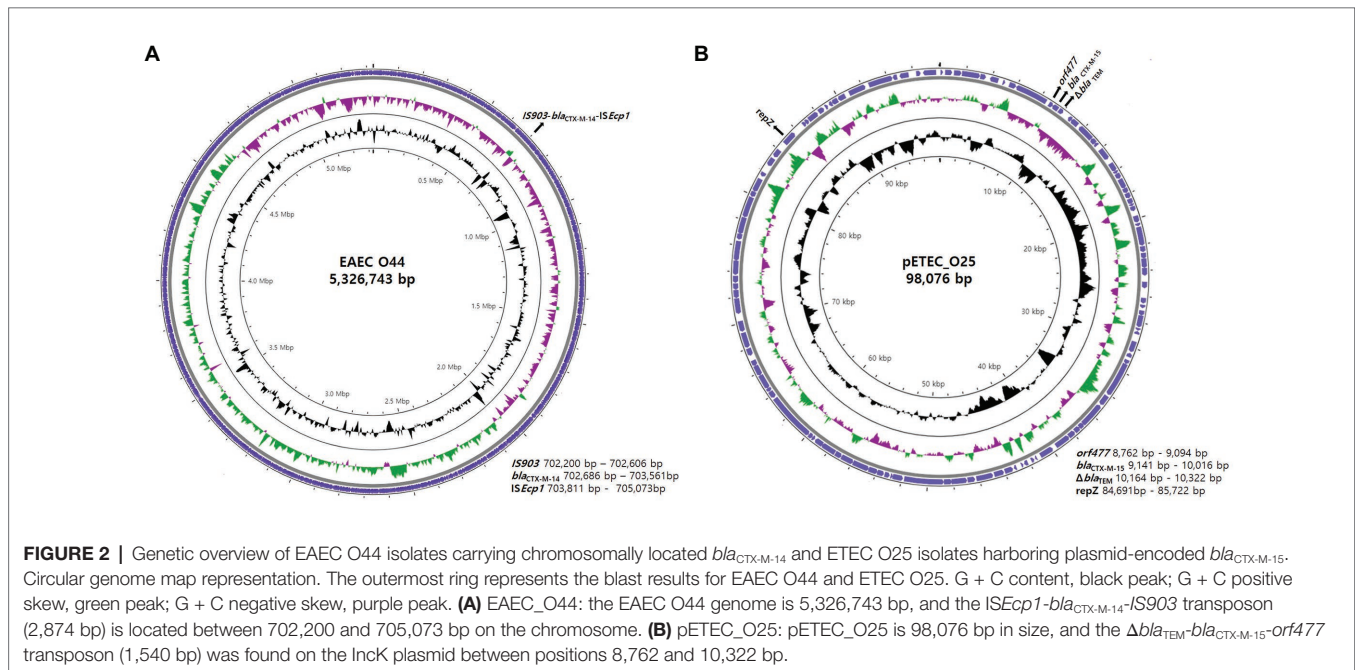 A
IS903-blaCTX-M-14-ISEcp1
5.0 Mbp
0.5 Mbp
4.5 Mbp
1.0 Mbp
EAEC O44
5,326,743 bp
4.0 Mbp
1.5 Mbp
3.5 Mbp
2.0 Mbp
3.0 Mbp
2.5 Mbp
IS903 702,200 bp – 702,606 bp
blaCTX-M-14 702,686 bp – 703,561bp
ISEcp1 703,811 bp - 705,073bp
B
orf477
bla CTX-M-15
Δbla TEM
repZ
90 kbp
10 kbp
80 kbp
20 kbp
pETEC_O25
98,076 bp
70 kbp
30 kbp
60 kbp
40 kbp
50 kbp
orf477 8,762 bp - 9,094 bp
blaCTX-M-15 9,141 bp - 10,016 bp
ΔblaTEM 10,164 bp - 10,322 bp
repZ 84,691bp - 85,722 bp
FIGURE 2 | Genetic overview of EAEC O44 isolates carrying chromosomally located blaCTX-M-14 and ETEC O25 isolates harboring plasmid-encoded blaCTX-M-15.
Circular genome map representation. The outermost ring represents the blast results for EAEC O44 and ETEC O25. G + C content, black peak; G + C positive
skew, green peak; G + C negative skew, purple peak. (A) EAEC_O44: the EAEC O44 genome is 5,326,743 bp, and the ISEcp1-blaCTX-M-14-IS903 transposon
(2,874 bp) is located between 702,200 and 705,073 bp on the chromosome. (B) pETEC_O25: pETEC_O25 is 98,076 bp in size, and the ΔblaTEM-blaCTX-M-15-orf477
transposon (1,540 bp) was found on the IncK plasmid between positions 8,762 and 10,322 bp.